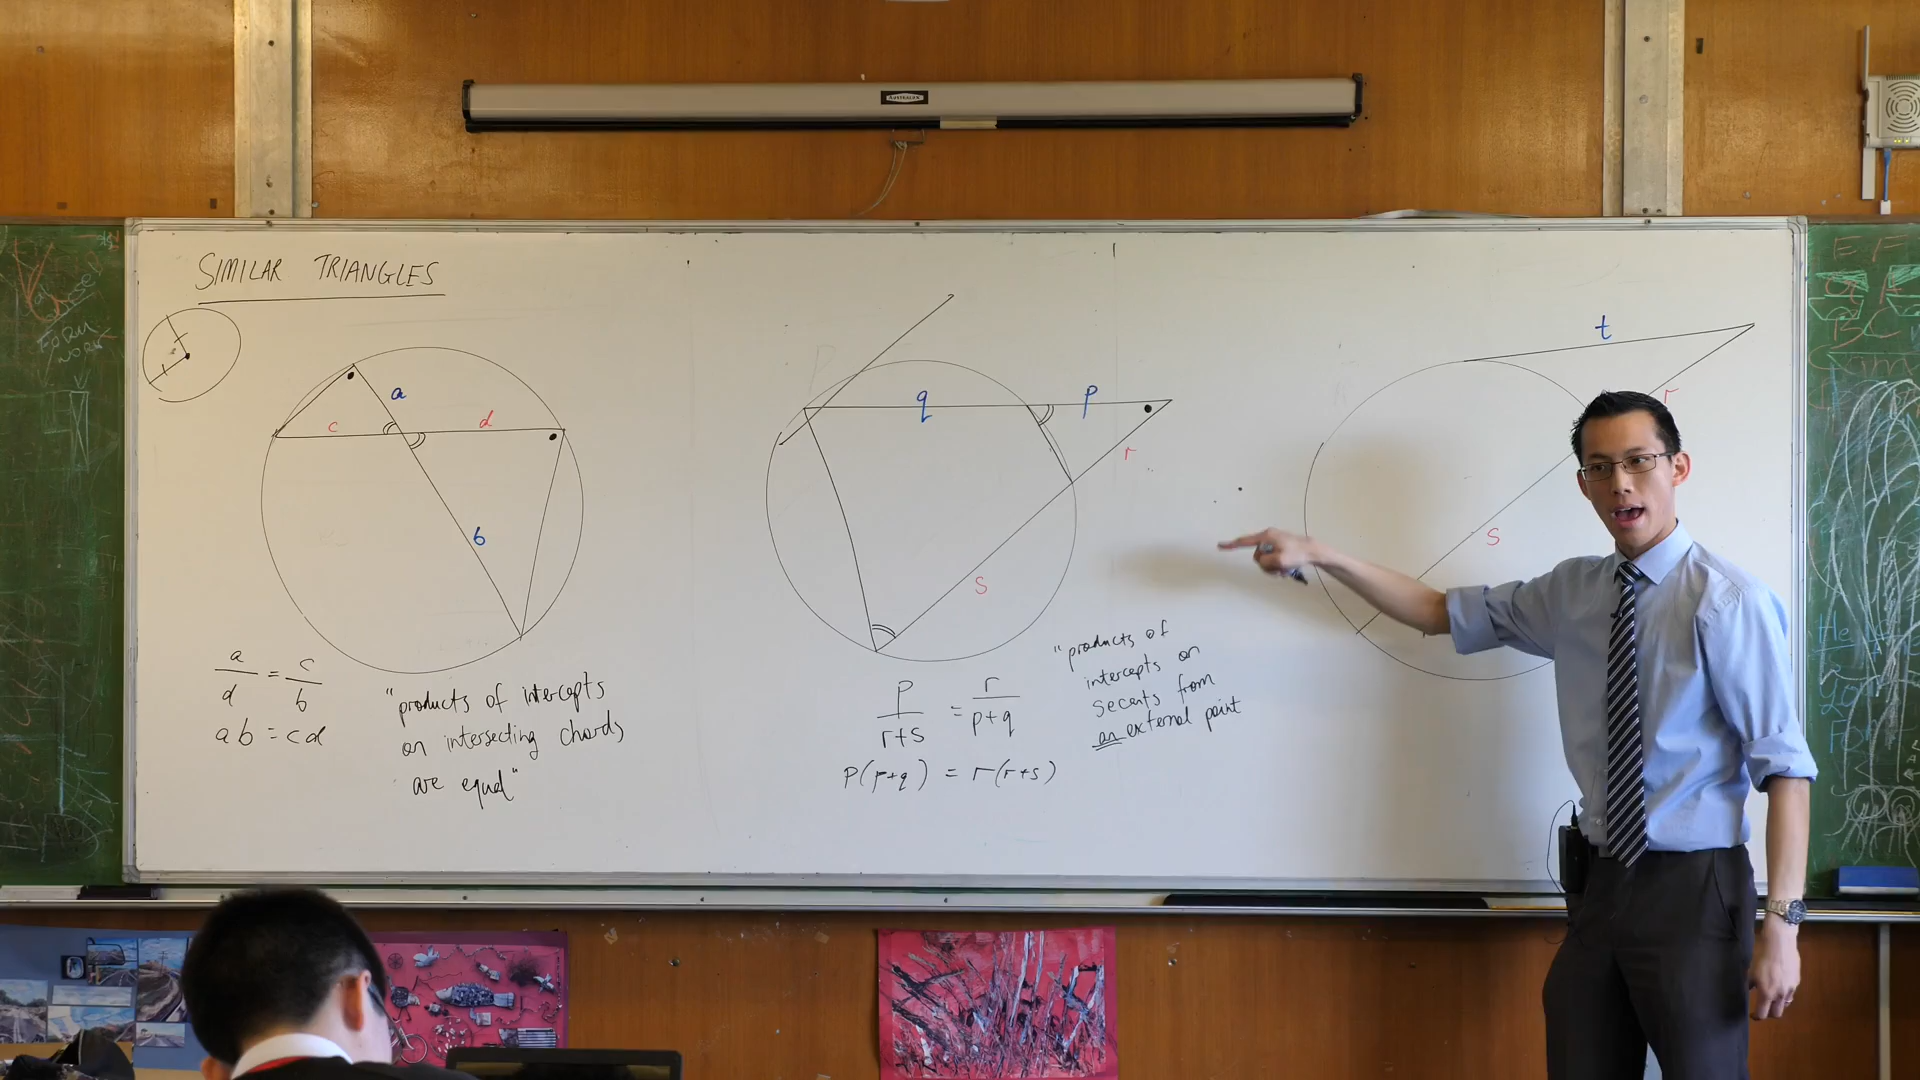 SIMILAR TRIANGLES
a
c
d
b
a/d = c/b
ab = cd
"products of intercepts
on intersecting chords
are equal"
q
p
r
s
p/r+s = r/p+q
p(p+q) = r(r+s)
"products of
intercepts on
secants from
an external point
t
r
s